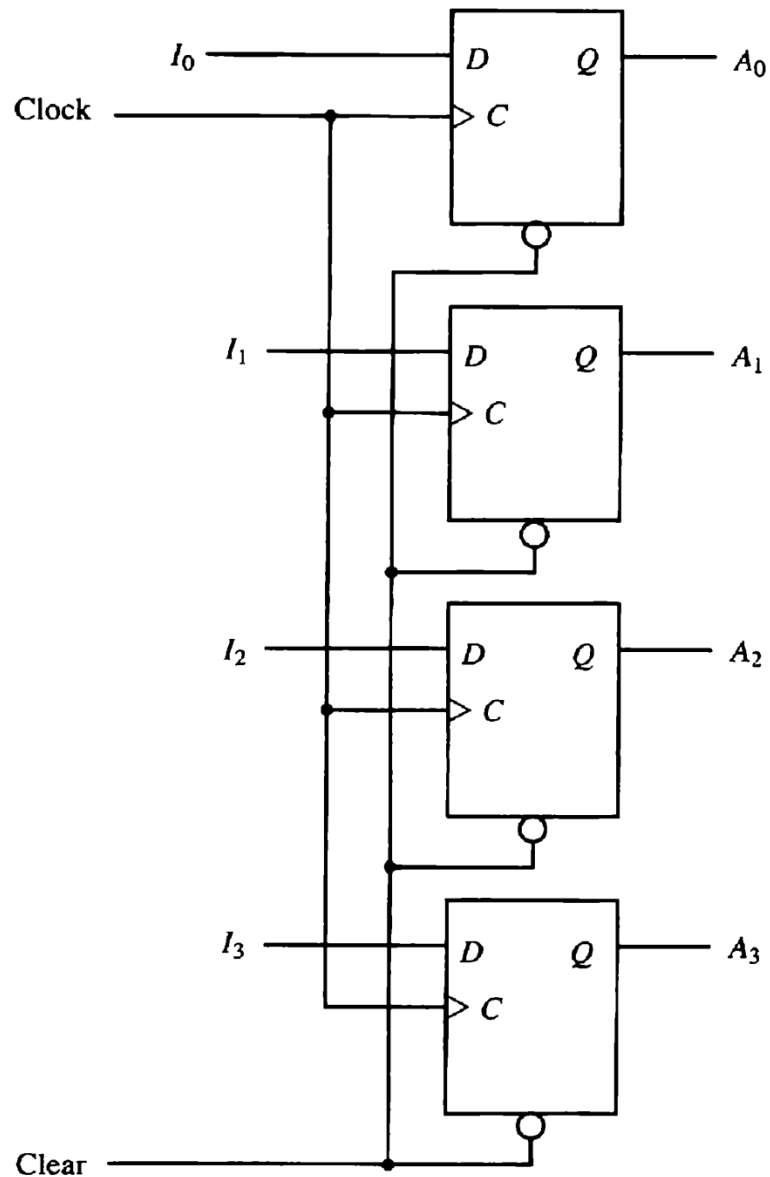 I₀ D Q A₀
Clock C
I₁ D Q A₁
C
I₂ D Q A₂
C
I₃ D Q A₃
C
Clear